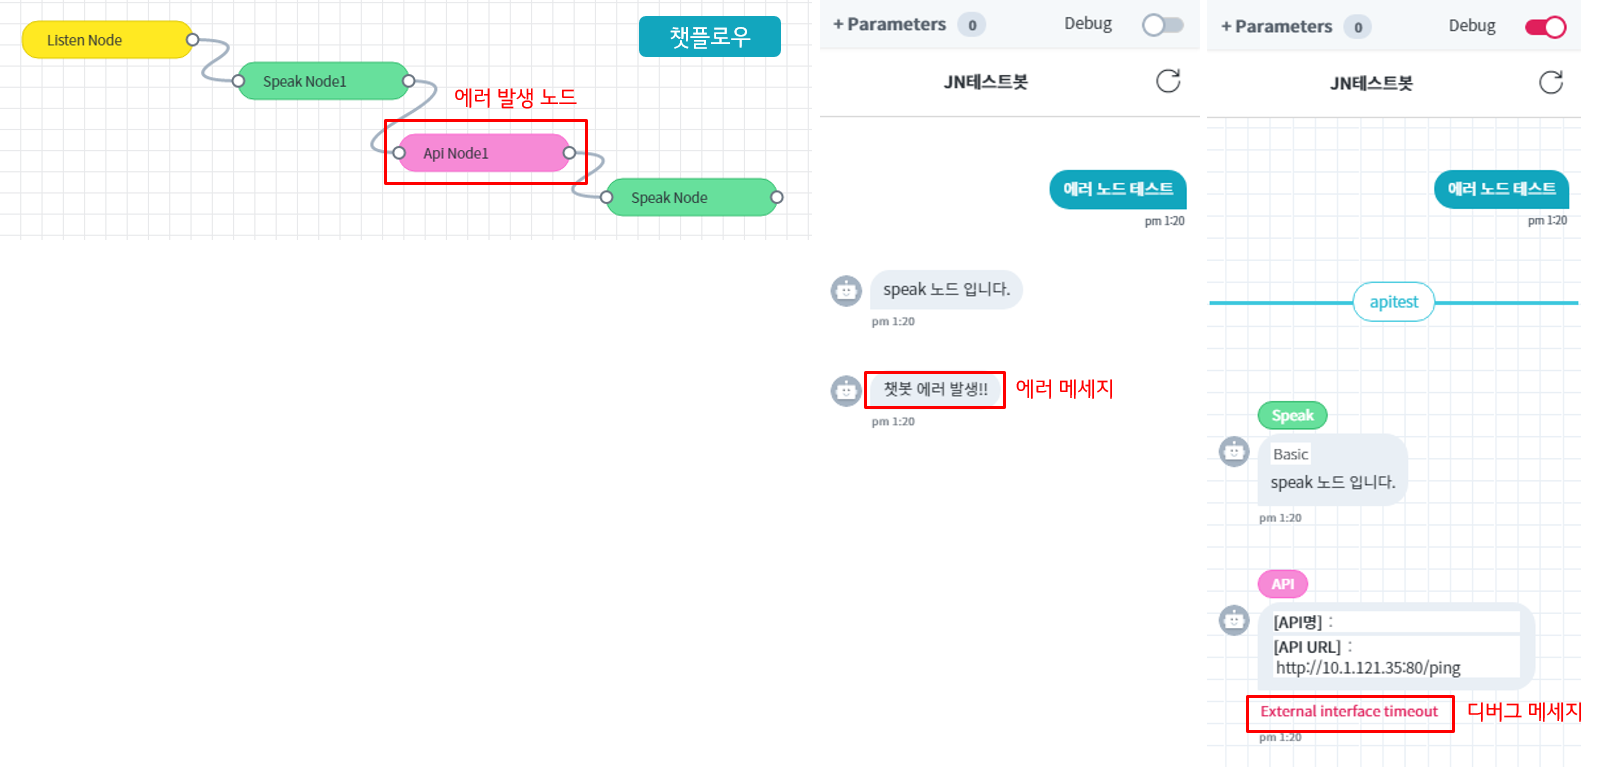 Listen Node
챗플로우
Speak Node1
에러 발생 노드
Api Node1
Speak Node
+ Parameters 0 Debug
JN테스트봇
에러 노드 테스트
pm 1:20
speak 노드 입니다.
pm 1:20
챗봇 에러 발생!! 에러 메세지
pm 1:20
+ Parameters 0 Debug
JN테스트봇
에러 노드 테스트
pm 1:20
apitest
Speak
Basic
speak 노드 입니다.
pm 1:20
API
[API명] :
[API URL] :
http://10.1.121.35:80/ping
External interface timeout 디버그 메세지
pm 1:20